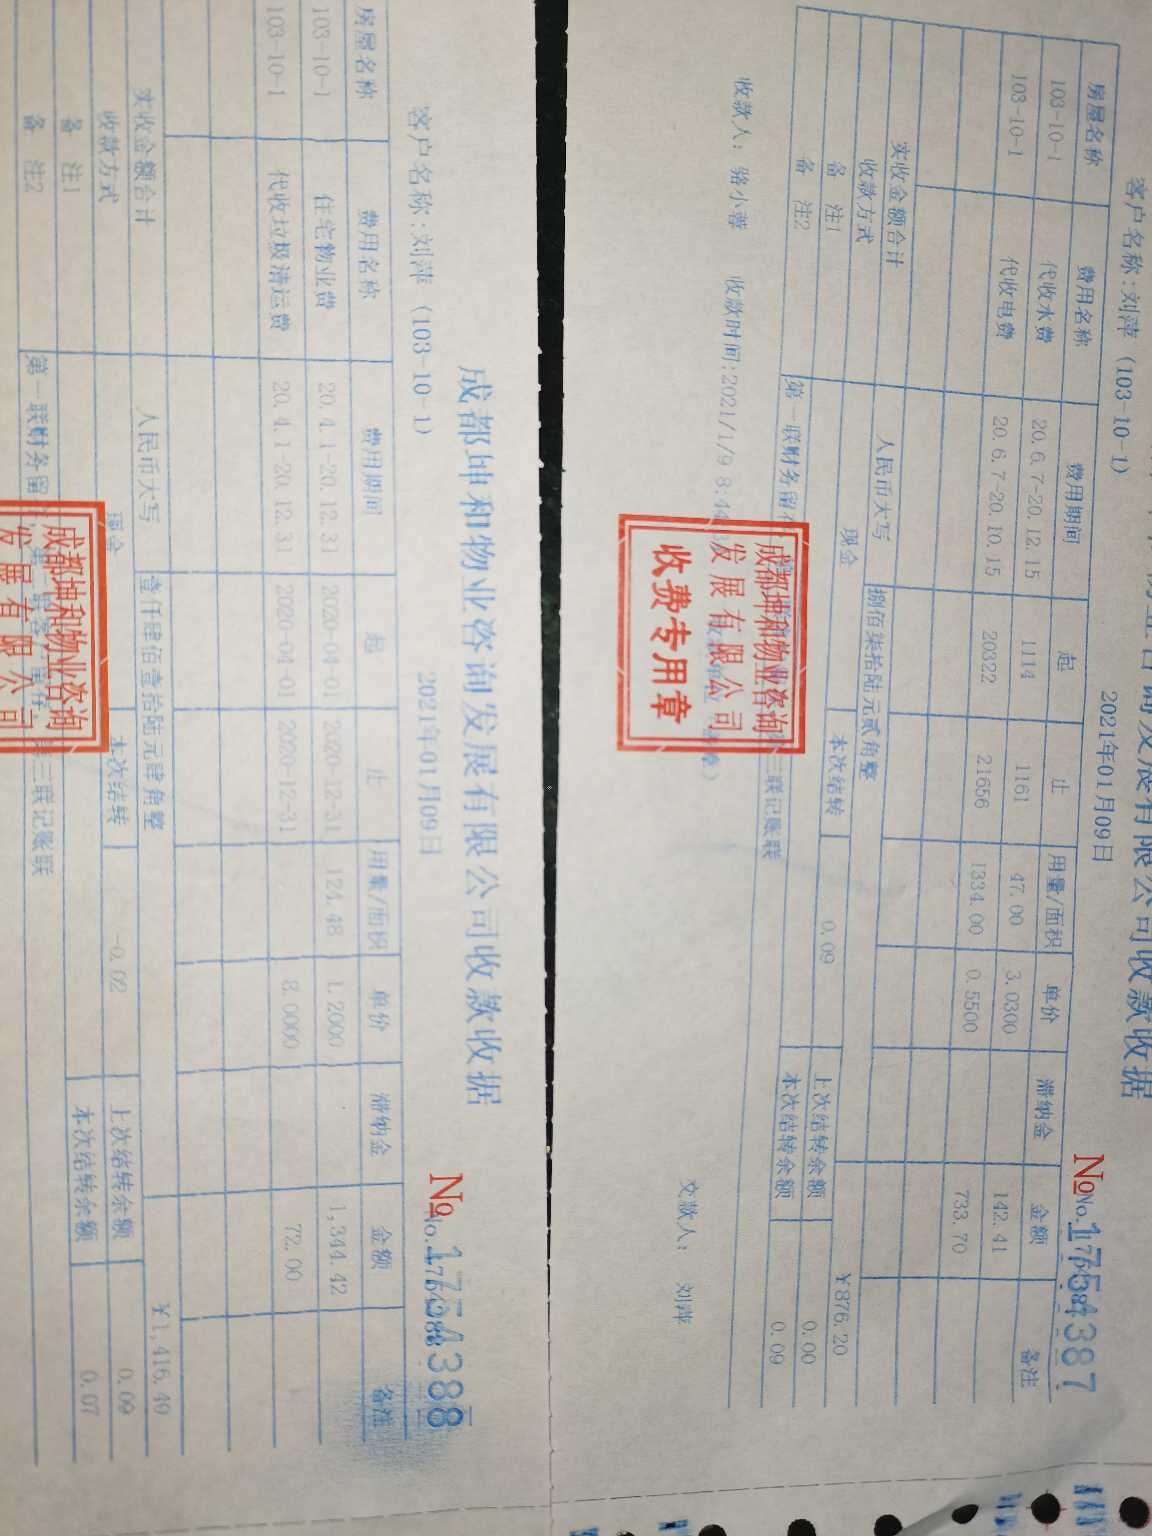 成都坤和物业咨询发展有限公司收款收据
客户名称:刘萍 (103-10-1)
2021年01月09日
№ 1754387
房屋名称 费用名称 费用期间 起 止 用量/面积 单价 滞纳金 金额 备注
103-10-1 代收水费 20.6.7-20.12.15 1114 1161 47.00 3.0300 142.41
103-10-1 代收电费 20.6.7-20.10.15 20322 21656 1334.00 0.5500 733.70
实收金额合计 人民币大写 捌佰柒拾陆元贰角整 ¥876.20
收款方式 现金 本次结转 0.09 上次结转余额 0.00
备 注1 本次结转余额 0.09
备 注2 第一联财务留存 三联记账联
收款人: 骆小蓉 收款时间:2021/1/9 8:44 交款人: 刘萍
成都坤和物业咨询
发展有限公司
收费专用章
成都坤和物业咨询发展有限公司收款收据
客户名称:刘萍 (103-10-1)
2021年01月09日
№ 1754388
房屋名称 费用名称 费用期间 起 止 用量/面积 单价 滞纳金 金额 备注
103-10-1 住宅物业费 20.4.1-20.12.31 2020-04-01 2020-12-31 124.48 1.2000 1,344.42
103-10-1 代收垃圾清运费 20.4.1-20.12.31 2020-04-01 2020-12-31 8.0000 72.00
实收金额合计 人民币大写 壹仟肆佰壹拾陆元肆角整 ¥1,416.40
收款方式 现金 本次结转 -0.02 上次结转余额 0.09
备 注1 本次结转余额 0.07
备 注2 第一联财务留 第三联记账联
成都坤和物业咨询
发展有限公司